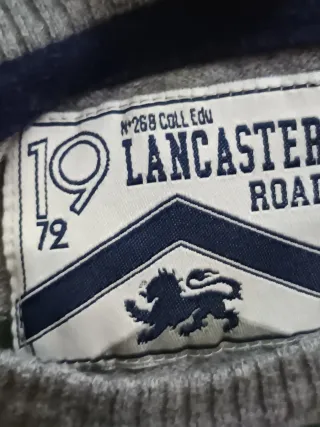 N°268 COLL Edu
19
72
LANCASTER
ROAD